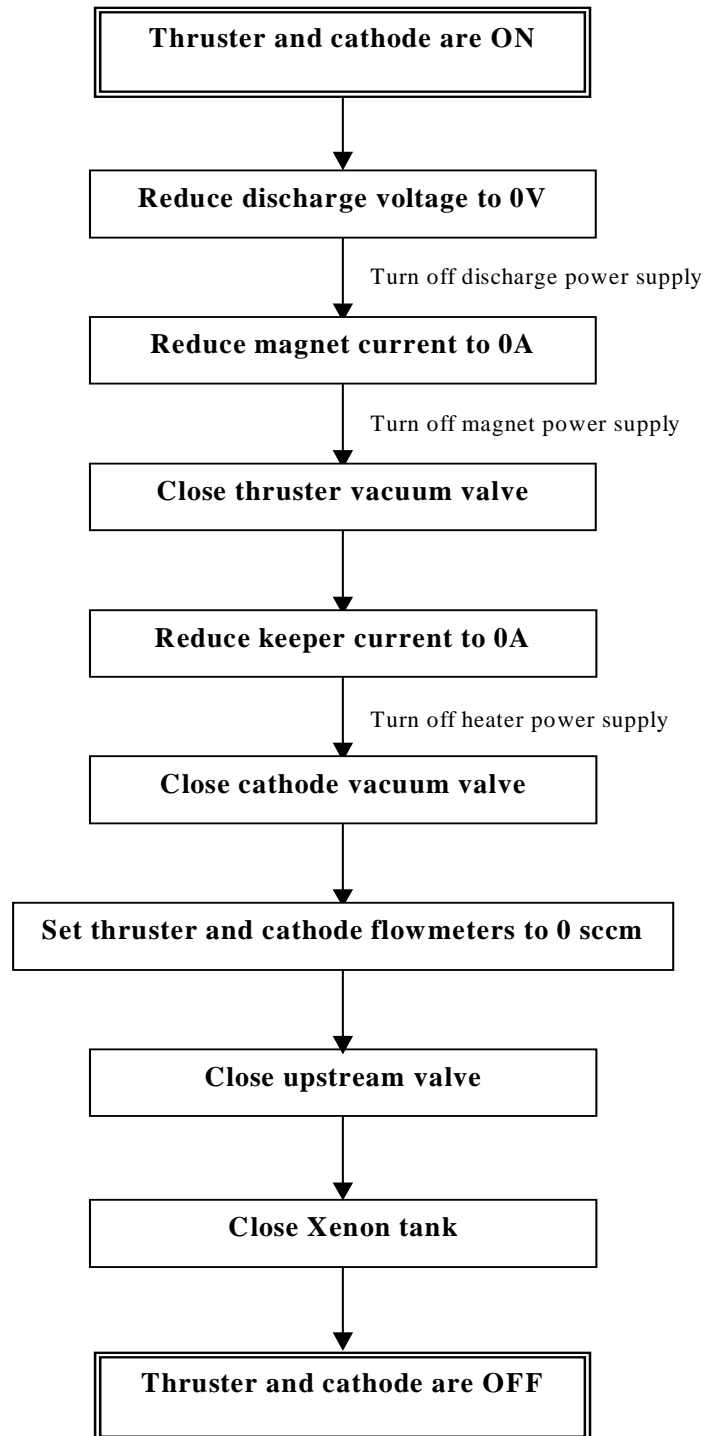 Thruster and cathode are ON
Reduce discharge voltage to 0V
Turn off discharge power supply
Reduce magnet current to 0A
Turn off magnet power supply
Close thruster vacuum valve
Reduce keeper current to 0A
Turn off heater power supply
Close cathode vacuum valve
Set thruster and cathode flowmeters to 0 sccm
Close upstream valve
Close Xenon tank
Thruster and cathode are OFF